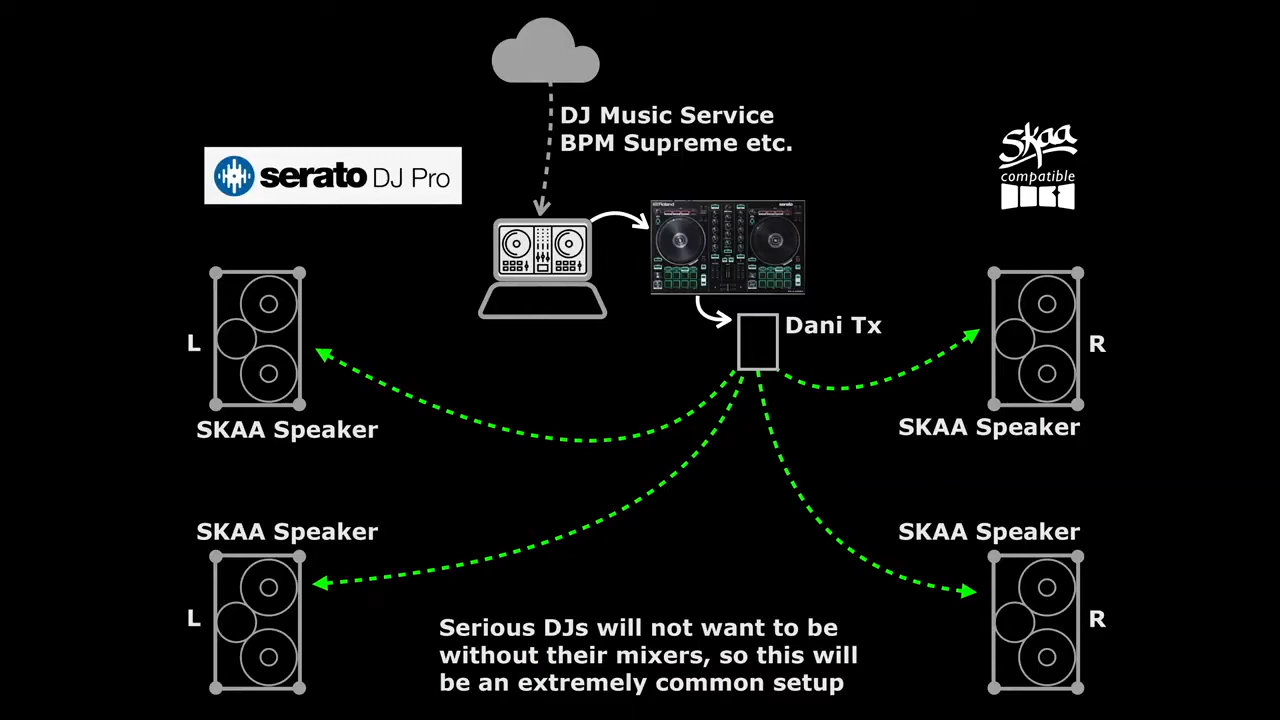 DJ Music Service
BPM Supreme etc.
serato DJ Pro
skaa
compatible
Roland
serato
Dani Tx
L
R
SKAA Speaker
SKAA Speaker
SKAA Speaker
SKAA Speaker
L
R
Serious DJs will not want to be
without their mixers, so this will
be an extremely common setup